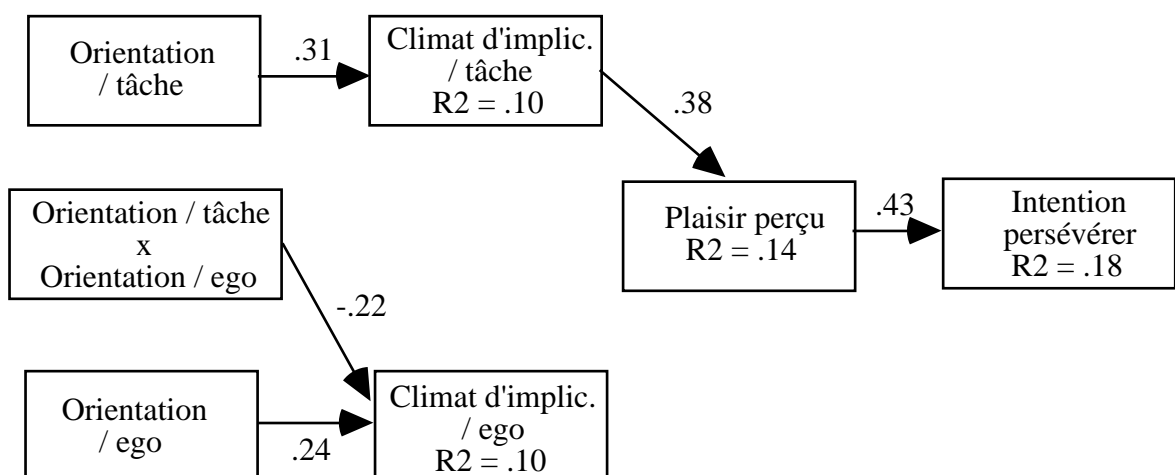 Orientation
/ tâche
.31
Climat d'implic.
/ tâche
R2 = .10
.38
Orientation / tâche
x
Orientation / ego
Plaisir perçu
R2 = .14
.43
Intention
persévérer
R2 = .18
-.22
Orientation
/ ego
.24
Climat d'implic.
/ ego
R2 = .10